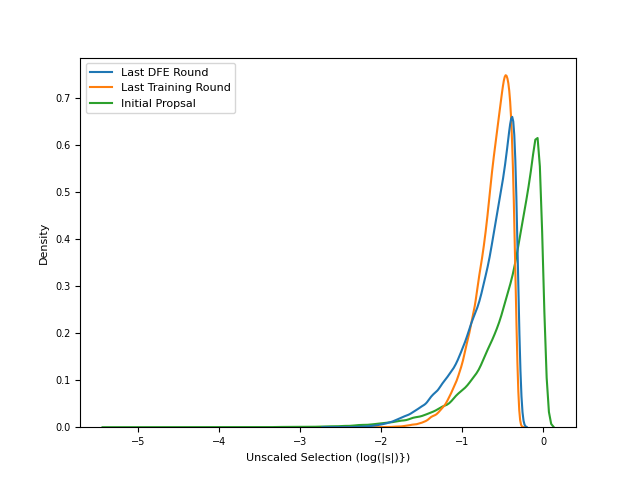 Last DFE Round
Last Training Round
Initial Propsal
Density
0.7
0.6
0.5
0.4
0.3
0.2
0.1
0.0
−5
−4
−3
−2
−1
0
Unscaled Selection (log(|s|)})